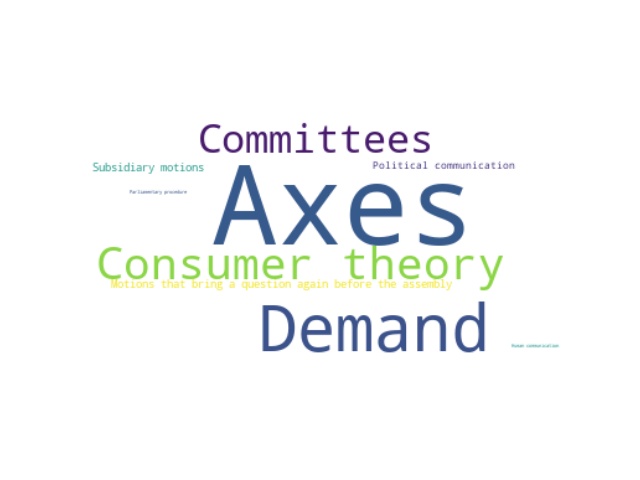 Committees
Subsidiary motions
Political communication
Axes
Parliamentary procedure
Consumer theory
Motions that bring a question again before the assembly
Demand
Human communication